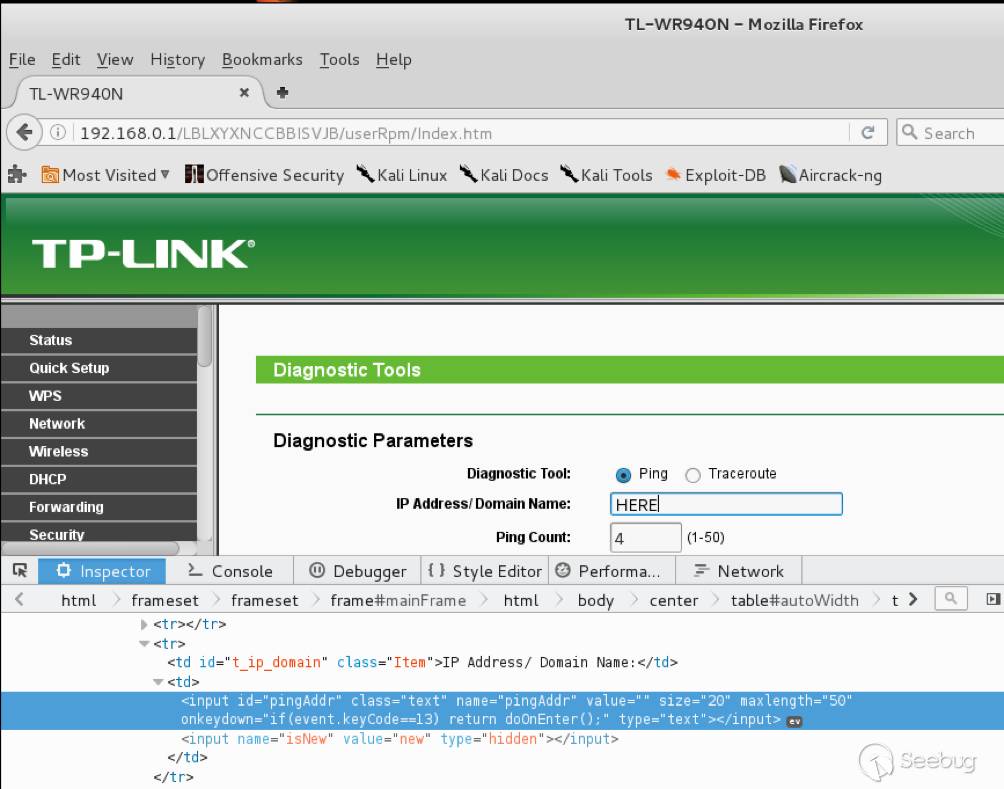 TL-WR940N - Mozilla Firefox
File Edit View History Bookmarks Tools Help
TL-WR940N
192.168.0.1/LBLXYXNCCBBISVJB/userRpm/Index.htm
Search
Most Visited
Offensive Security
Kali Linux
Kali Docs
Kali Tools
Exploit-DB
Aircrack-ng
TP-LINK®
Status
Quick Setup
WPS
Network
Wireless
DHCP
Forwarding
Security
Diagnostic Tools
Diagnostic Parameters
Diagnostic Tool: Ping Traceroute
IP Address/ Domain Name: HERE
Ping Count: 4 (1-50)
Inspector Console Debugger { } Style Editor Performa... Network
html frameset frameset frame#mainFrame html body center table#autoWidth t
<tr></tr>
<tr>
<td id="t_ip_domain" class="Item">IP Address/ Domain Name:</td>
<td>
<input id="pingAddr" class="text" name="pingAddr" value="" size="20" maxlength="50"
onkeydown="if(event.keyCode==13) return doOnEnter();" type="text"></input> ev
<input name="isNew" value="new" type="hidden"></input>
</td>
</tr>
Seebug